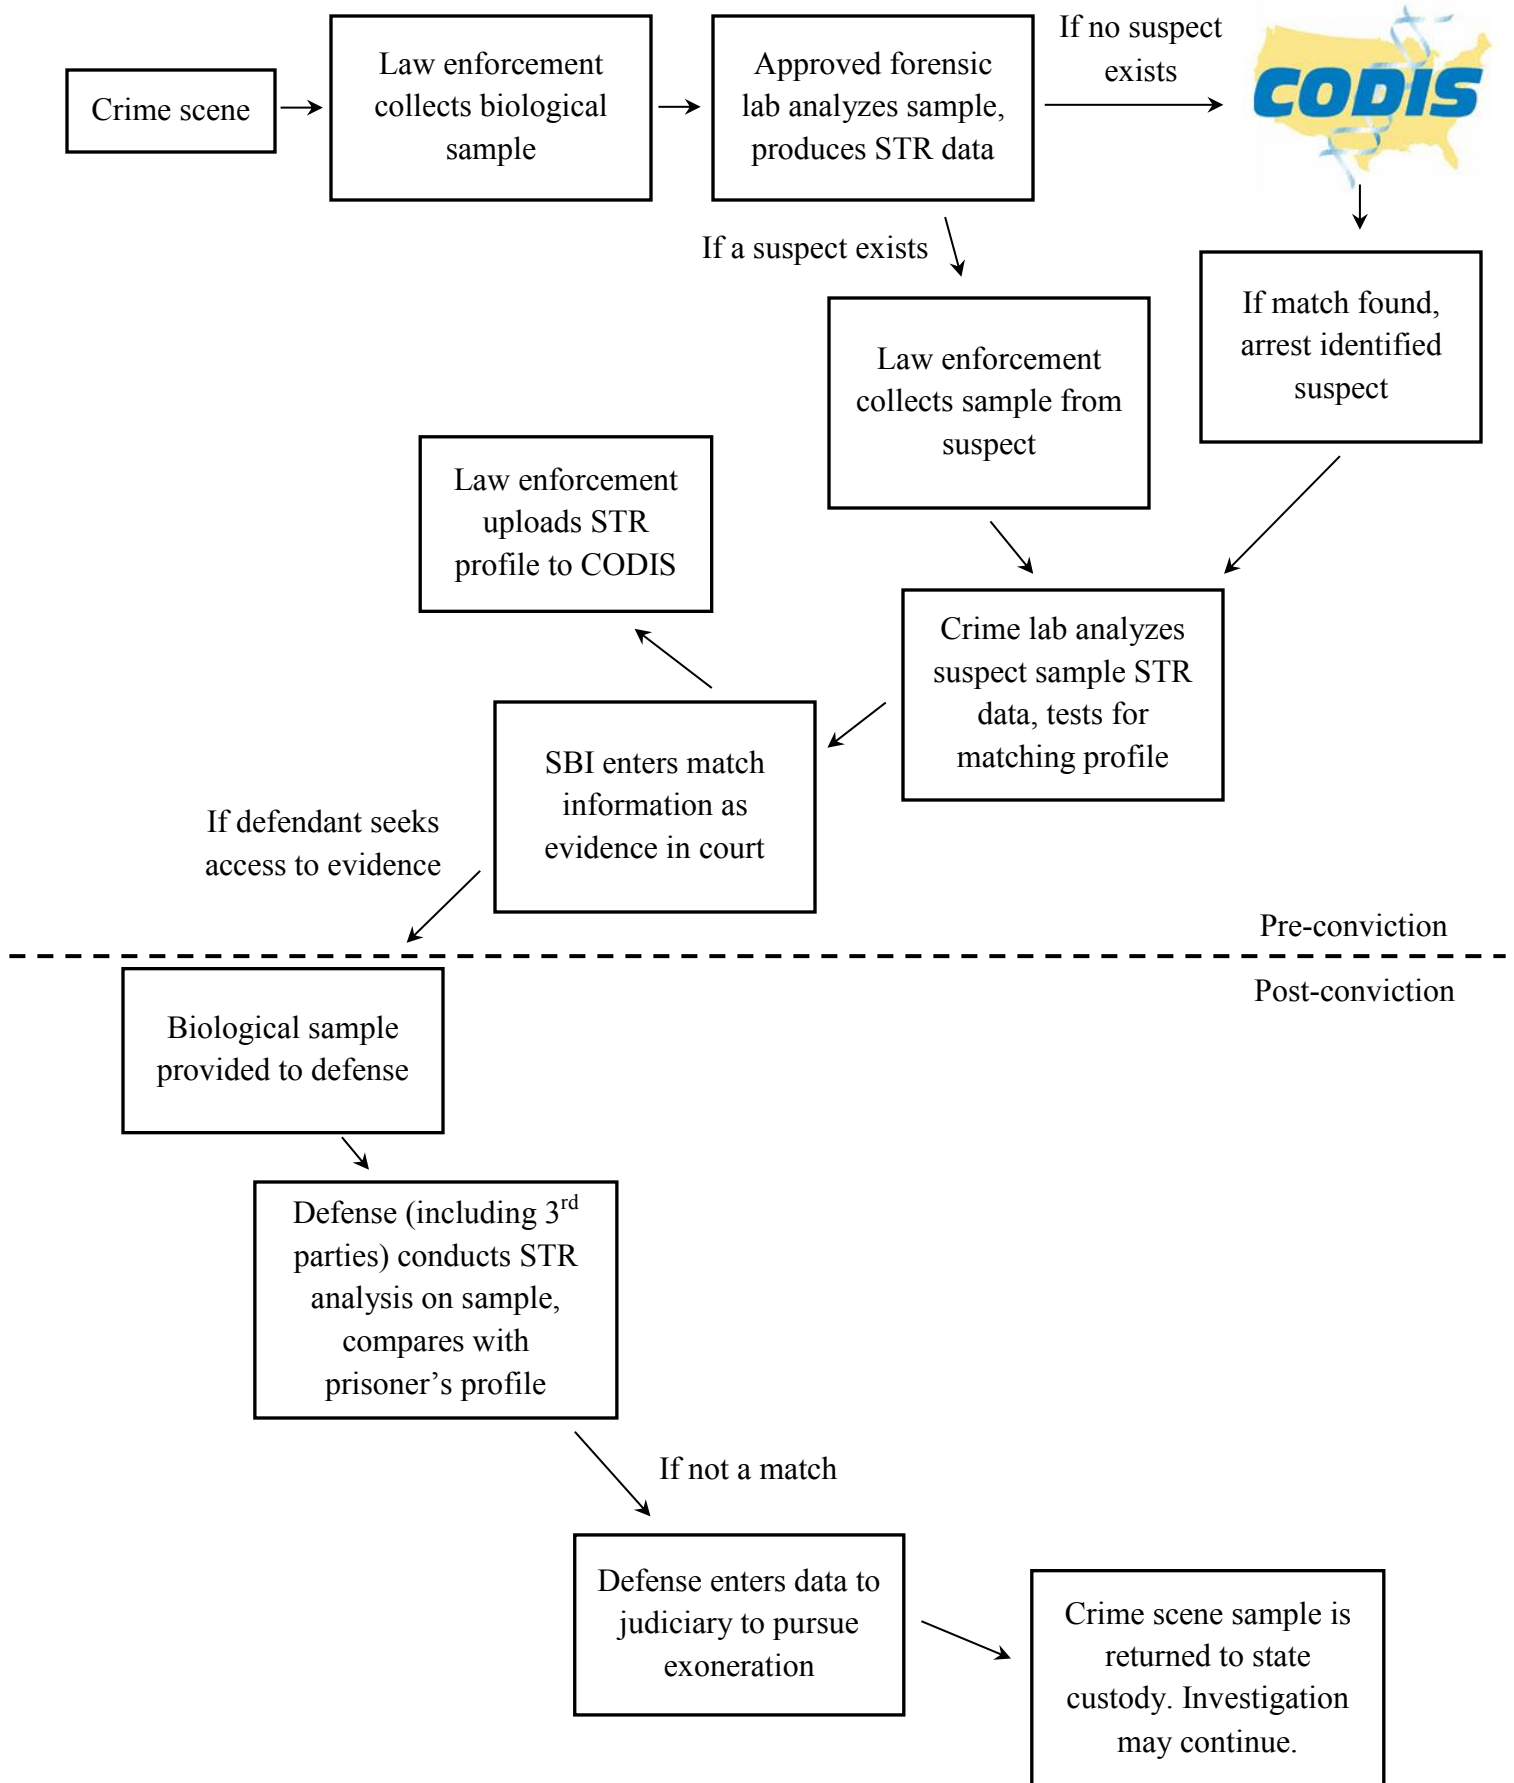 Crime scene
Law enforcement
collects biological
sample
Approved forensic
lab analyzes sample,
produces STR data
If no suspect
exists
CODIS
If a suspect exists
Law enforcement
collects sample from
suspect
If match found,
arrest identified
suspect
Law enforcement
uploads STR
profile to CODIS
Crime lab analyzes
suspect sample STR
data, tests for
matching profile
SBI enters match
information as
evidence in court
If defendant seeks
access to evidence
Pre-conviction
Post-conviction
Biological sample
provided to defense
Defense (including 3rd
parties) conducts STR
analysis on sample,
compares with
prisoner’s profile
If not a match
Defense enters data to
judiciary to pursue
exoneration
Crime scene sample is
returned to state
custody. Investigation
may continue.